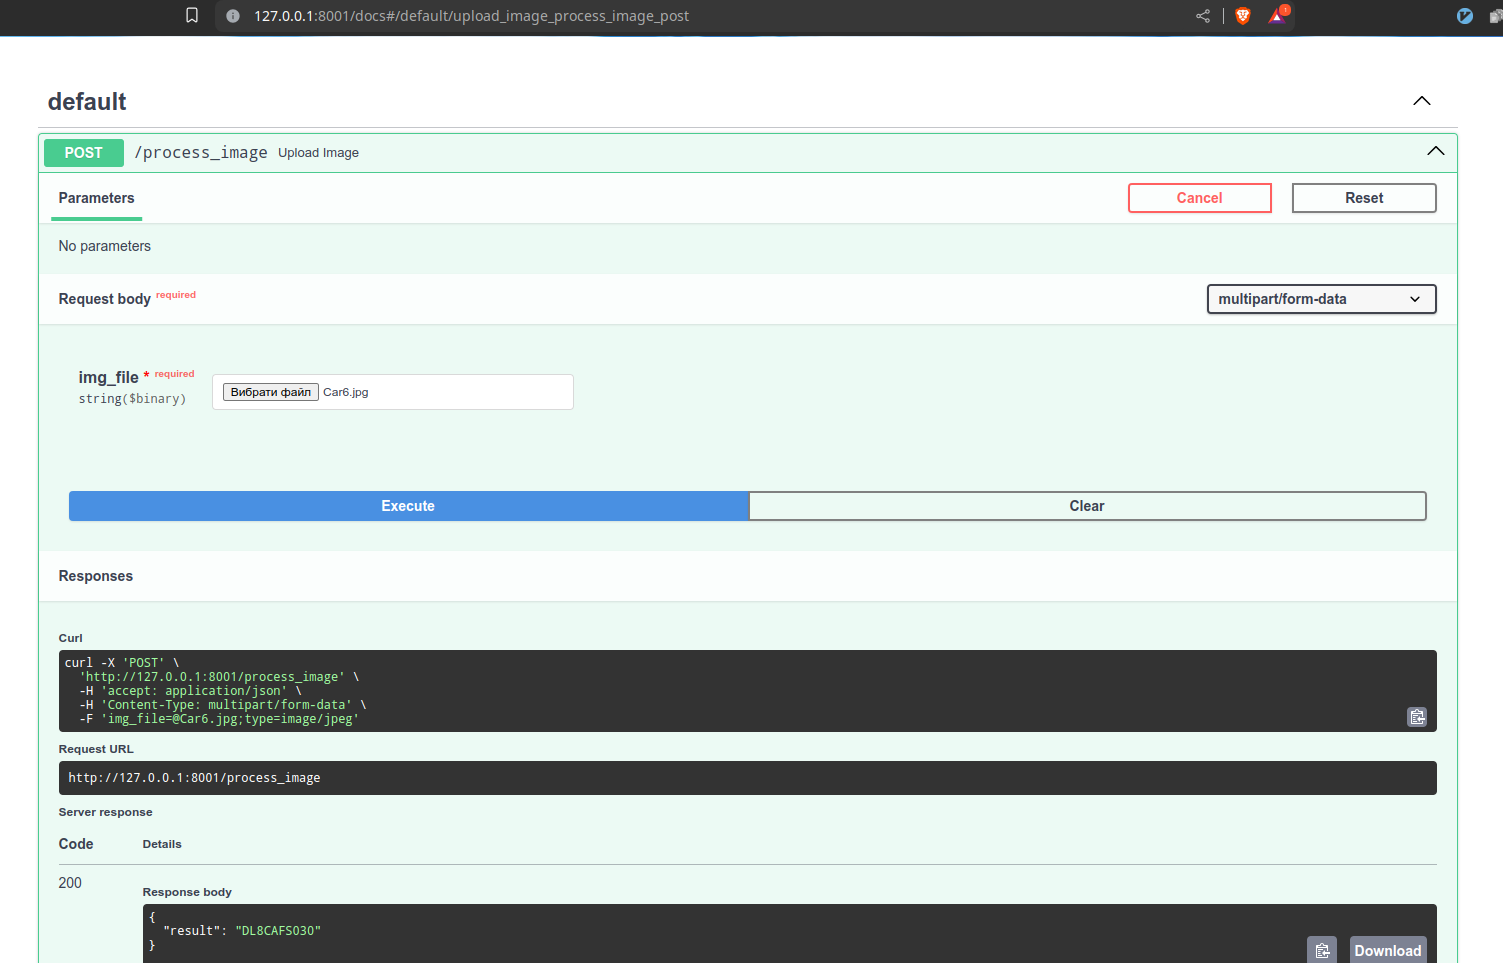 127.0.0.1:8001/docs#/default/upload_image_process_image_post
default
POST /process_image Upload Image
Parameters Cancel Reset
No parameters
Request body required multipart/form-data
img_file * required
string($binary) Вибрати файл Car6.jpg
Execute Clear
Responses
Curl
curl -X 'POST' \
'http://127.0.0.1:8001/process_image' \
-H 'accept: application/json' \
-H 'Content-Type: multipart/form-data' \
-F 'img_file=@Car6.jpg;type=image/jpeg'
Request URL
http://127.0.0.1:8001/process_image
Server response
Code Details
200
Response body
{
"result": "DL8CAFS030"
}
Download